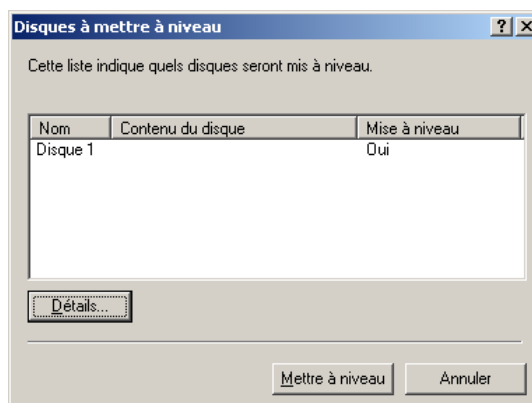 Disques à mettre à niveau
Cette liste indique quels disques seront mis à niveau.
Nom Contenu du disque Mise à niveau
Disque 1 Oui
Détails...
Mettre à niveau Annuler